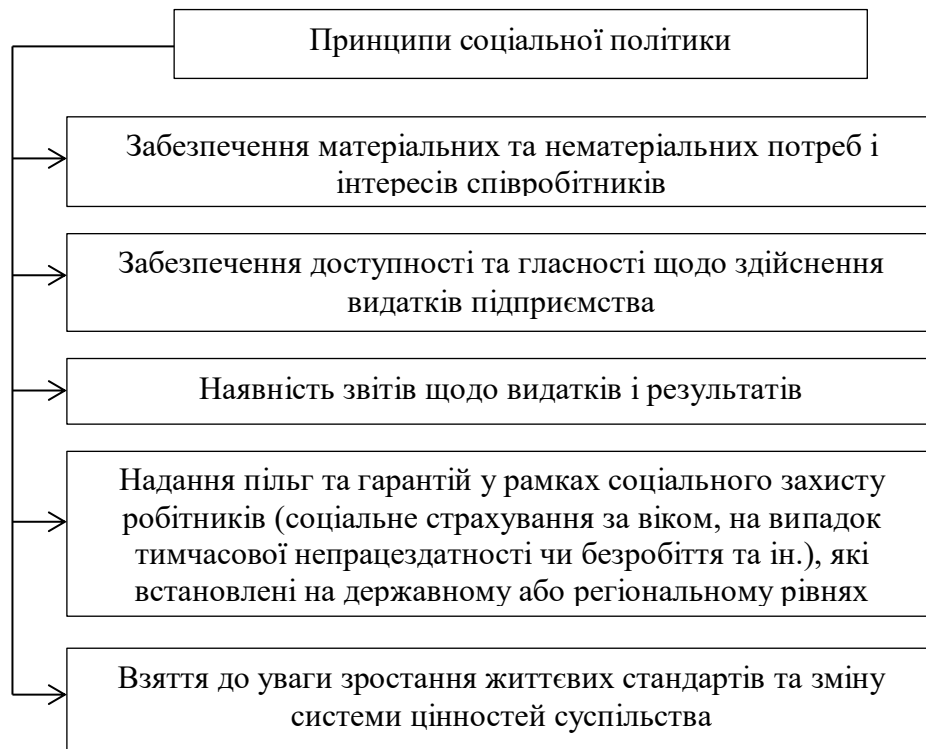 Принципи соціальної політики
Забезпечення матеріальних та нематеріальних потреб і
інтересів співробітників
Забезпечення доступності та гласності щодо здійснення
видатків підприємства
Наявність звітів щодо видатків і результатів
Надання пільг та гарантій у рамках соціального захисту
робітників (соціальне страхування за віком, на випадок
тимчасової непрацездатності чи безробіття та ін.), які
встановлені на державному або регіональному рівнях
Взяття до уваги зростання життєвих стандартів та зміну
системи цінностей суспільства